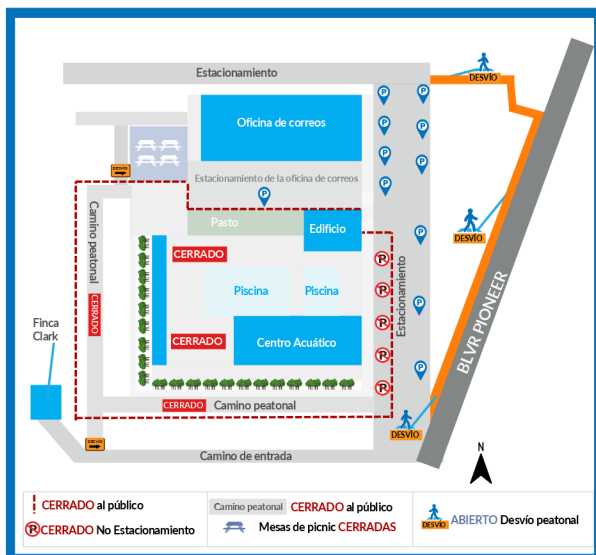 Estacionamiento
DESVÍO
Oficina de correos
P
P
P
P
P
P
P
DESVÍO
Estacionamiento de la oficina de correos
P
P
Camino peatonal
Pasto
Edificio
P
DESVÍO
CERRADO
P
Estacionamiento
Piscina
Piscina
P
CERRADO
P
P
BLVR PIONEER
Finca
Clark
CERRADO
Centro Acuático
P
P
P
CERRADO
Camino peatonal
DESVÍO
DESVÍO
Camino de entrada
N
CERRADO al público
Camino peatonal CERRADO al público
P CERRADO No Estacionamiento
Mesas de picnic CERRADAS
DESVÍO ABIERTO Desvío peatonal